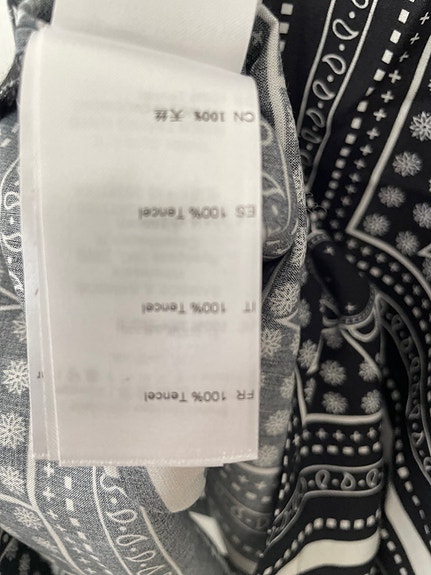 FR 100% Tencel
IT 100% Tencel
ES 100% Tencel
CN 100% 天丝